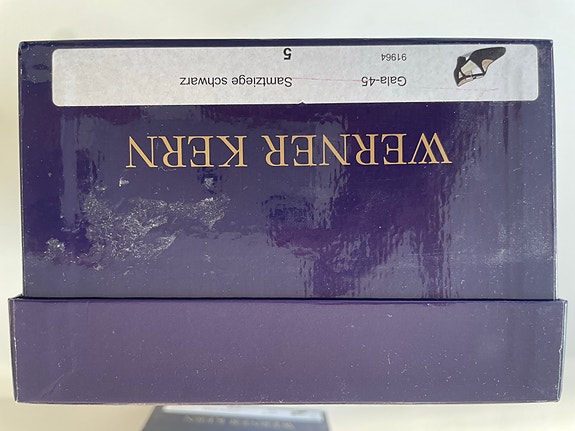 Gala-45
91964
Samtziege schwarz
5
WERNER KERN